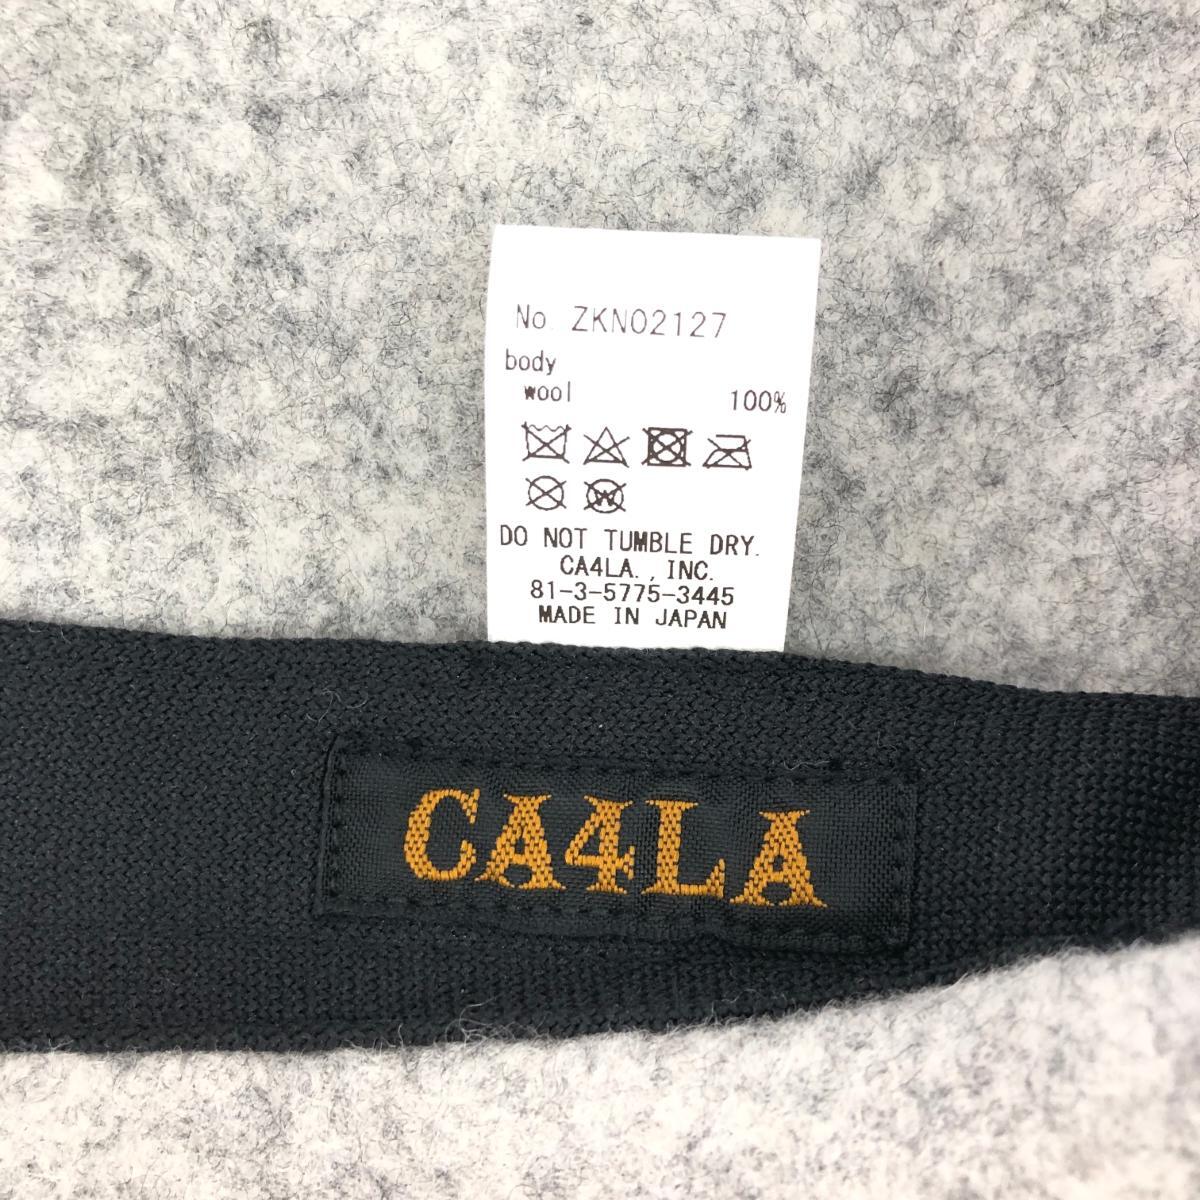 No. ZKN02127
body
wool 100%
W
DO NOT TUMBLE DRY.
CA4LA., INC.
81-3-5775-3445
MADE IN JAPAN
CA4LA